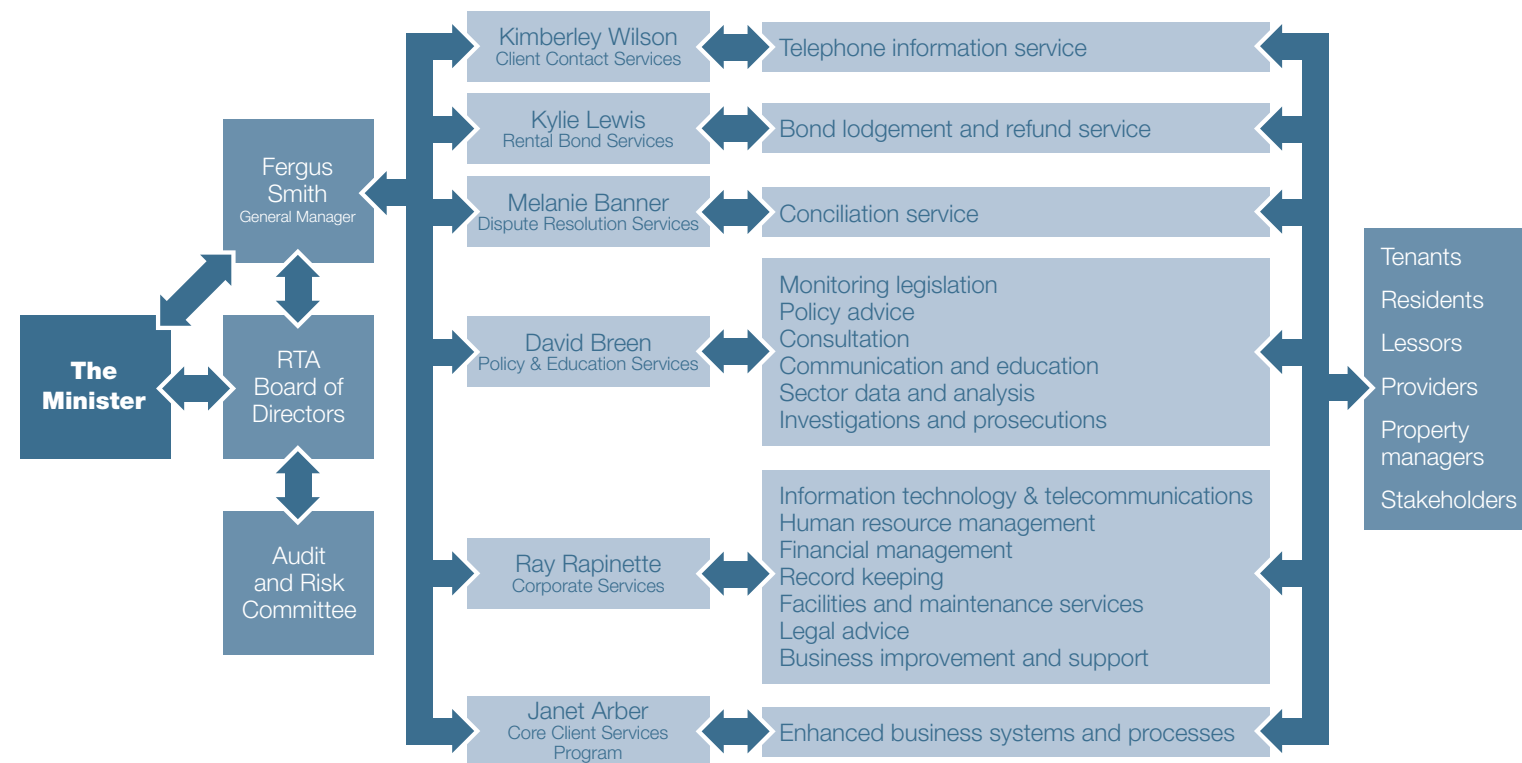 The
Minister
Fergus
Smith
General Manager
RTA
Board of
Directors
Audit
and Risk
Committee
Kimberley Wilson
Client Contact Services
Telephone information service
Kylie Lewis
Rental Bond Services
Bond lodgement and refund service
Melanie Banner
Dispute Resolution Services
Conciliation service
David Breen
Policy & Education Services
Monitoring legislation
Policy advice
Consultation
Communication and education
Sector data and analysis
Investigations and prosecutions
Ray Rapinette
Corporate Services
Information technology & telecommunications
Human resource management
Financial management
Record keeping
Facilities and maintenance services
Legal advice
Business improvement and support
Janet Arber
Core Client Services
Program
Enhanced business systems and processes
Tenants
Residents
Lessors
Providers
Property
managers
Stakeholders